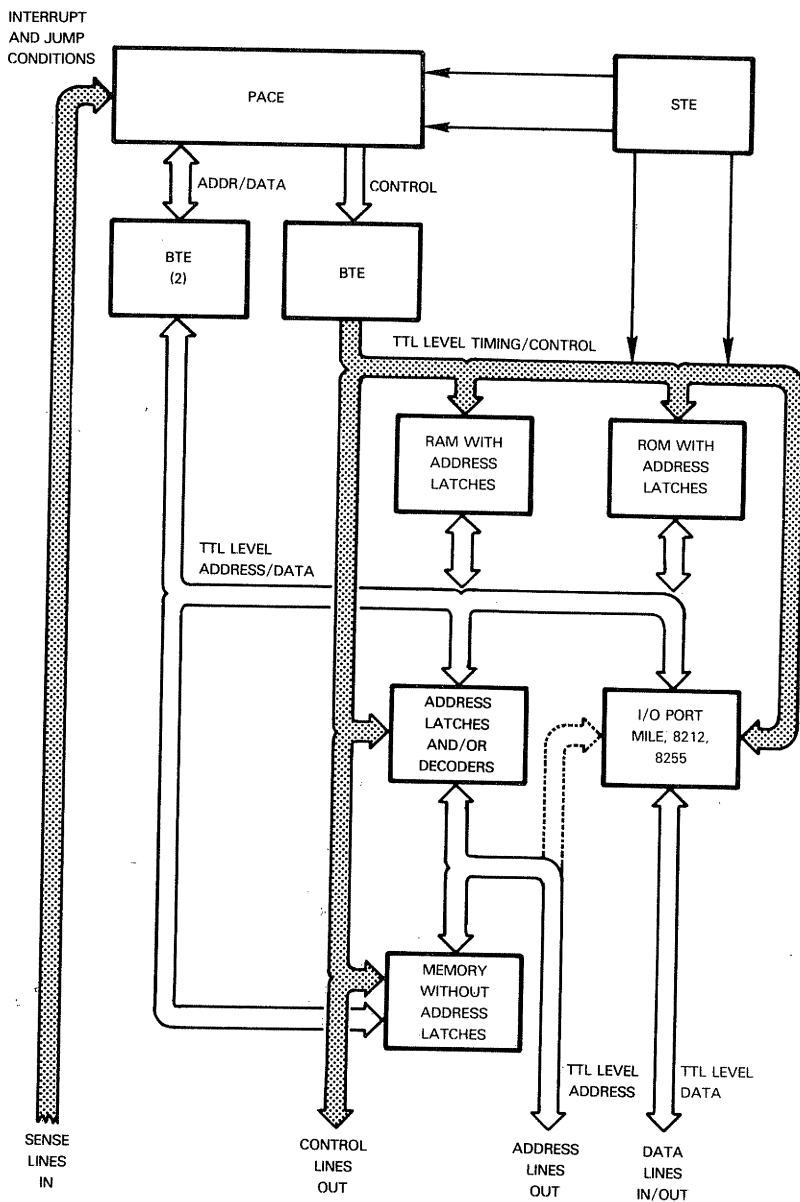 INTERRUPT
AND JUMP
CONDITIONS
PACE
STE
ADDR/DATA
CONTROL
BTE
(2)
BTE
TTL LEVEL TIMING/CONTROL
RAM WITH
ADDRESS
LATCHES
ROM WITH
ADDRESS
LATCHES
TTL LEVEL
ADDRESS/DATA
ADDRESS
LATCHES
AND/OR
DECODERS
I/O PORT
MILE, 8212,
8255
MEMORY
WITHOUT
ADDRESS
LATCHES
TTL LEVEL
ADDRESS
TTL LEVEL
DATA
SENSE
LINES
IN
CONTROL
LINES
OUT
ADDRESS
LINES
OUT
DATA
LINES
IN/OUT